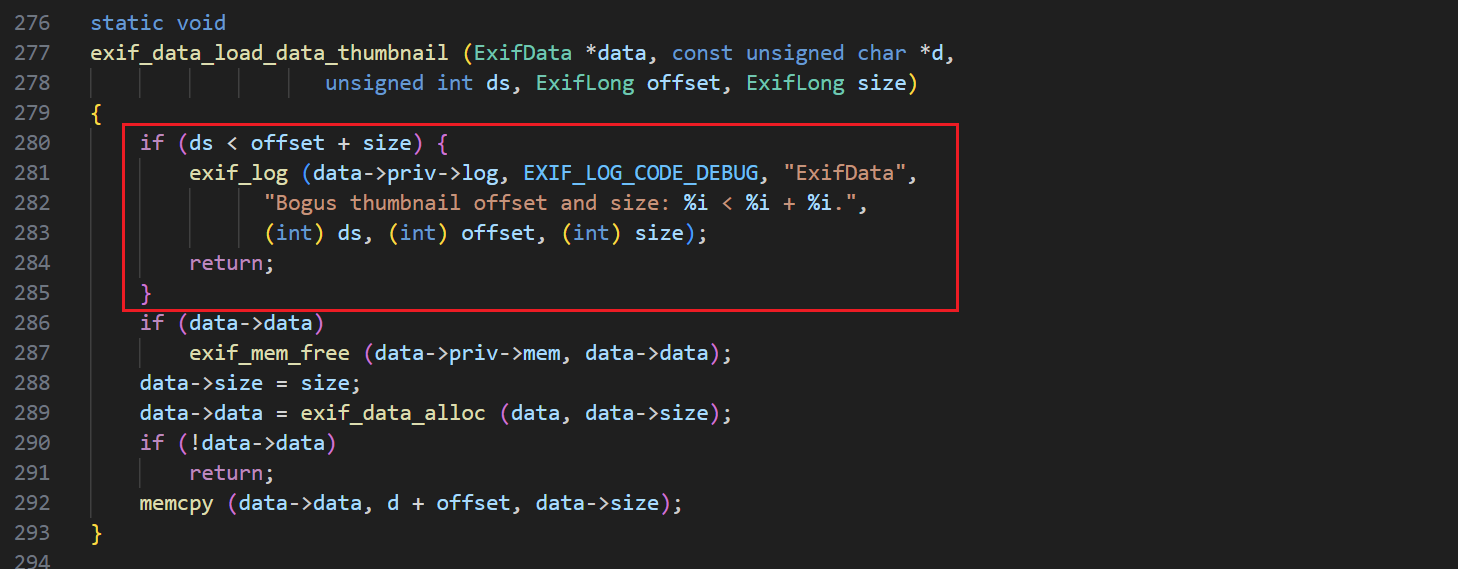 276 static void
277 exif_data_load_data_thumbnail (ExifData *data, const unsigned char *d,
278 unsigned int ds, ExifLong offset, ExifLong size)
279 {
280 if (ds < offset + size) {
281 exif_log (data->priv->log, EXIF_LOG_CODE_DEBUG, "ExifData",
282 "Bogus thumbnail offset and size: %i < %i + %i.",
283 (int) ds, (int) offset, (int) size);
284 return;
285 }
286 if (data->data)
287 exif_mem_free (data->priv->mem, data->data);
288 data->size = size;
289 data->data = exif_data_alloc (data, data->size);
290 if (!data->data)
291 return;
292 memcpy (data->data, d + offset, data->size);
293 }
294